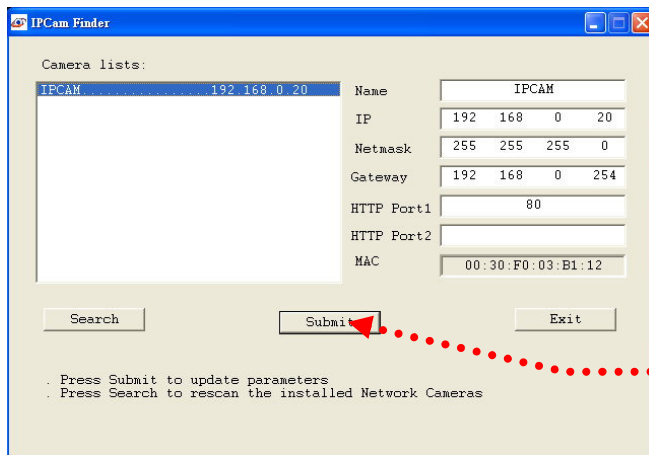 IPCam Finder
Camera lists:
IPCAM................192.168.0.20
Name IPCAM
IP 192 168 0 20
Netmask 255 255 255 0
Gateway 192 168 0 254
HTTP Port1 80
HTTP Port2
MAC 00:30:F0:03:B1:12
Search Submit Exit
. Press Submit to update parameters
. Press Search to rescan the installed Network Cameras